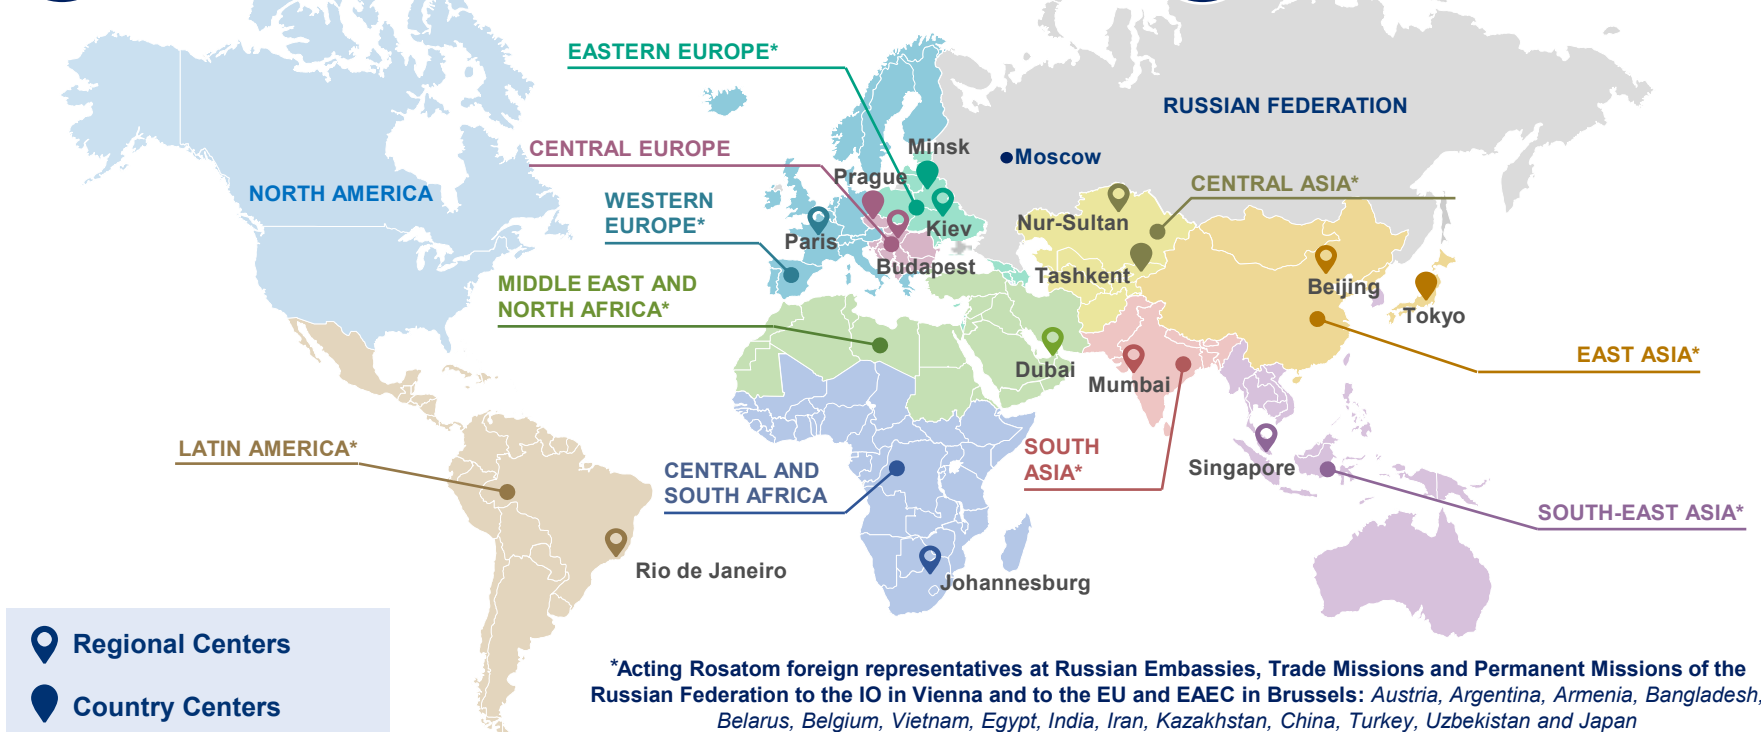 EASTERN EUROPE*
RUSSIAN FEDERATION
CENTRAL EUROPE
Minsk
Moscow
Prague
NORTH AMERICA
CENTRAL ASIA*
WESTERN
EUROPE*
Paris
Kiev
Nur-Sultan
Budapest
Tashkent
MIDDLE EAST AND
NORTH AFRICA*
Beijing
Tokyo
EAST ASIA*
Dubai
Mumbai
LATIN AMERICA*
CENTRAL AND
SOUTH AFRICA
SOUTH
ASIA*
Singapore
SOUTH-EAST ASIA*
Rio de Janeiro
Johannesburg
Regional Centers
Country Centers
*Acting Rosatom foreign representatives at Russian Embassies, Trade Missions and Permanent Missions of the
Russian Federation to the IO in Vienna and to the EU and EAEC in Brussels: Austria, Argentina, Armenia, Bangladesh,
Belarus, Belgium, Vietnam, Egypt, India, Iran, Kazakhstan, China, Turkey, Uzbekistan and Japan